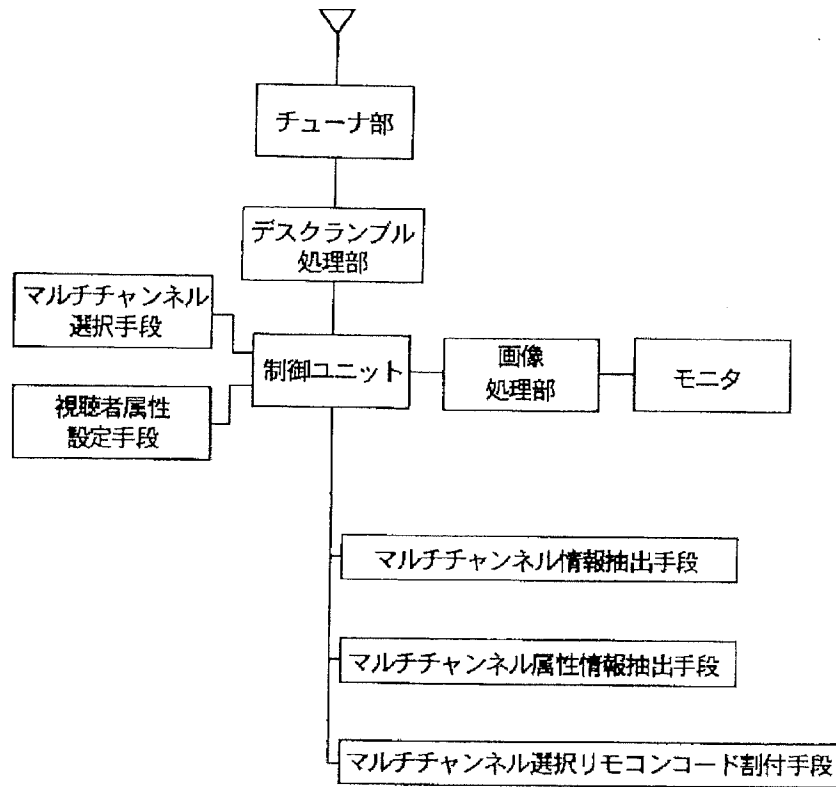 チューナ部
デスクランブル
処理部
マルチチャンネル
選択手段
制御ユニット
画像
処理部
モニタ
視聴者属性
設定手段
マルチチャンネル情報抽出手段
マルチチャンネル属性情報抽出手段
マルチチャンネル選択リモコンコード割付手段